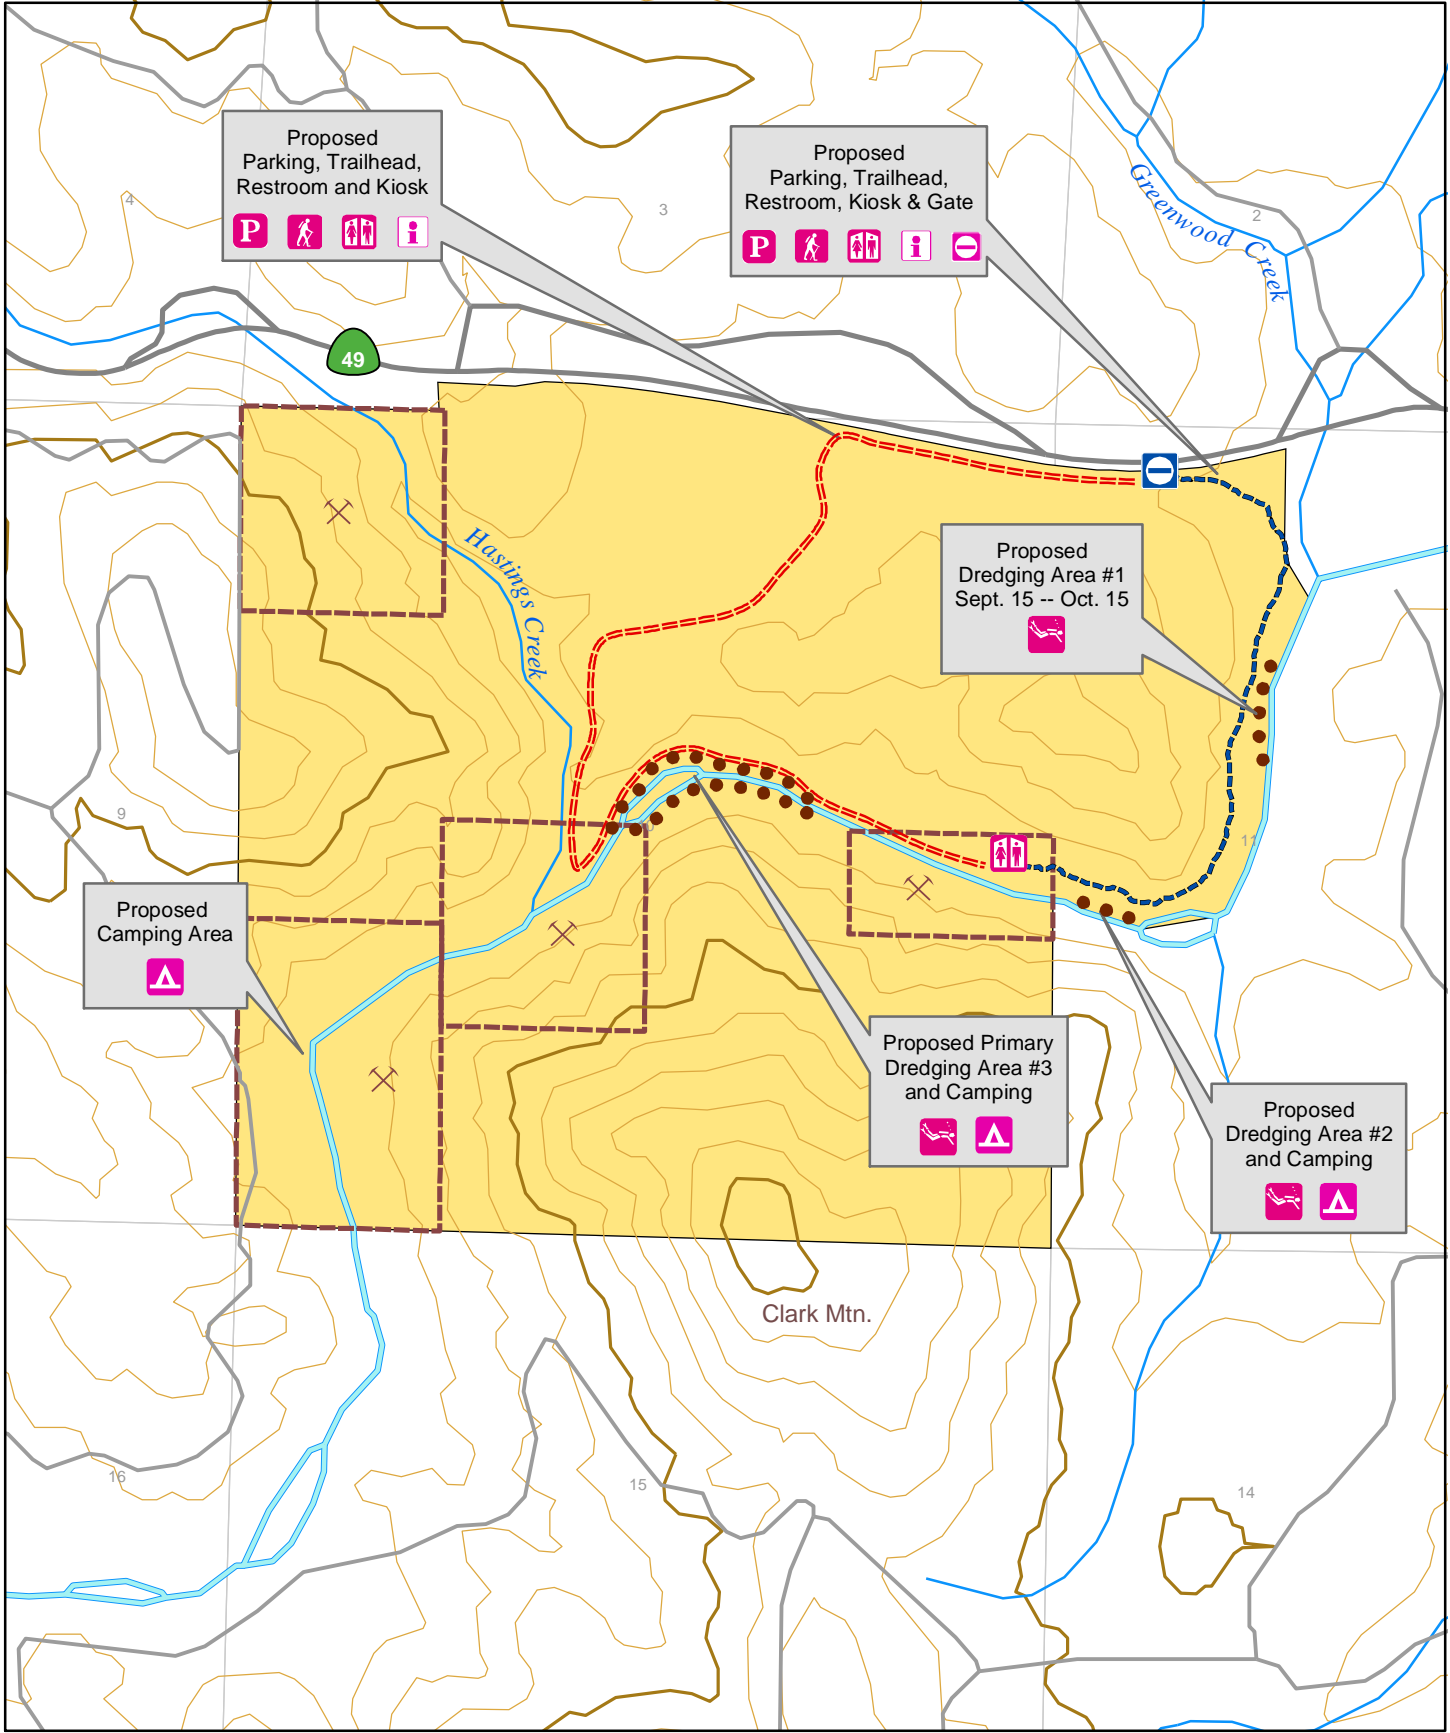 Proposed
Parking, Trailhead,
Restroom and Kiosk
P
i
Proposed
Parking, Trailhead,
Restroom, Kiosk & Gate
P
i
4
3
2
Greenwood Creek
49
Hastings Creek
Proposed
Dredging Area #1
Sept. 15 -- Oct. 15
9
10
11
Proposed
Camping Area
Proposed Primary
Dredging Area #3
and Camping
Proposed
Dredging Area #2
and Camping
Clark Mtn.
16
15
14